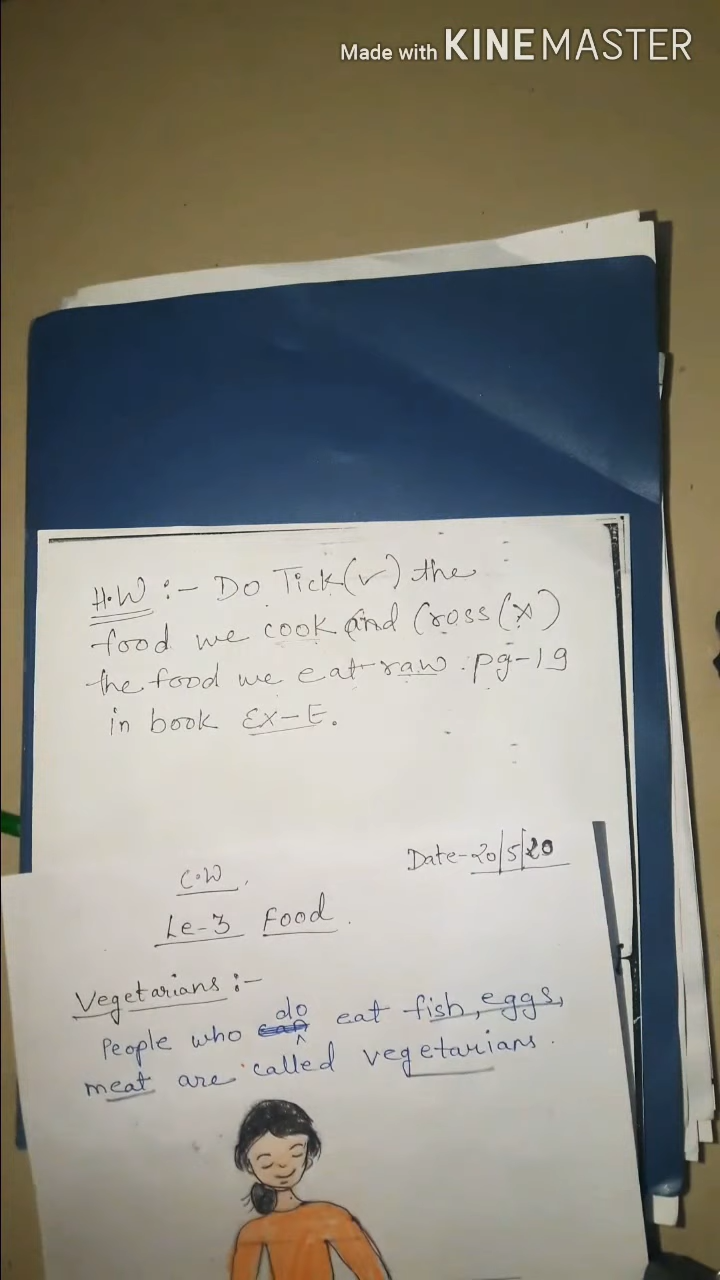 Made with KINEMASTER
H.W :- Do Tick(✓) the
food we cook and Cross(x)
the food we eat raw. pg-19
in book Ex-E.
Date-20/5/20
C.W.
Le-3 Food.
Vegetarians :-
People who do eat fish, eggs,
meat are called vegetarians.